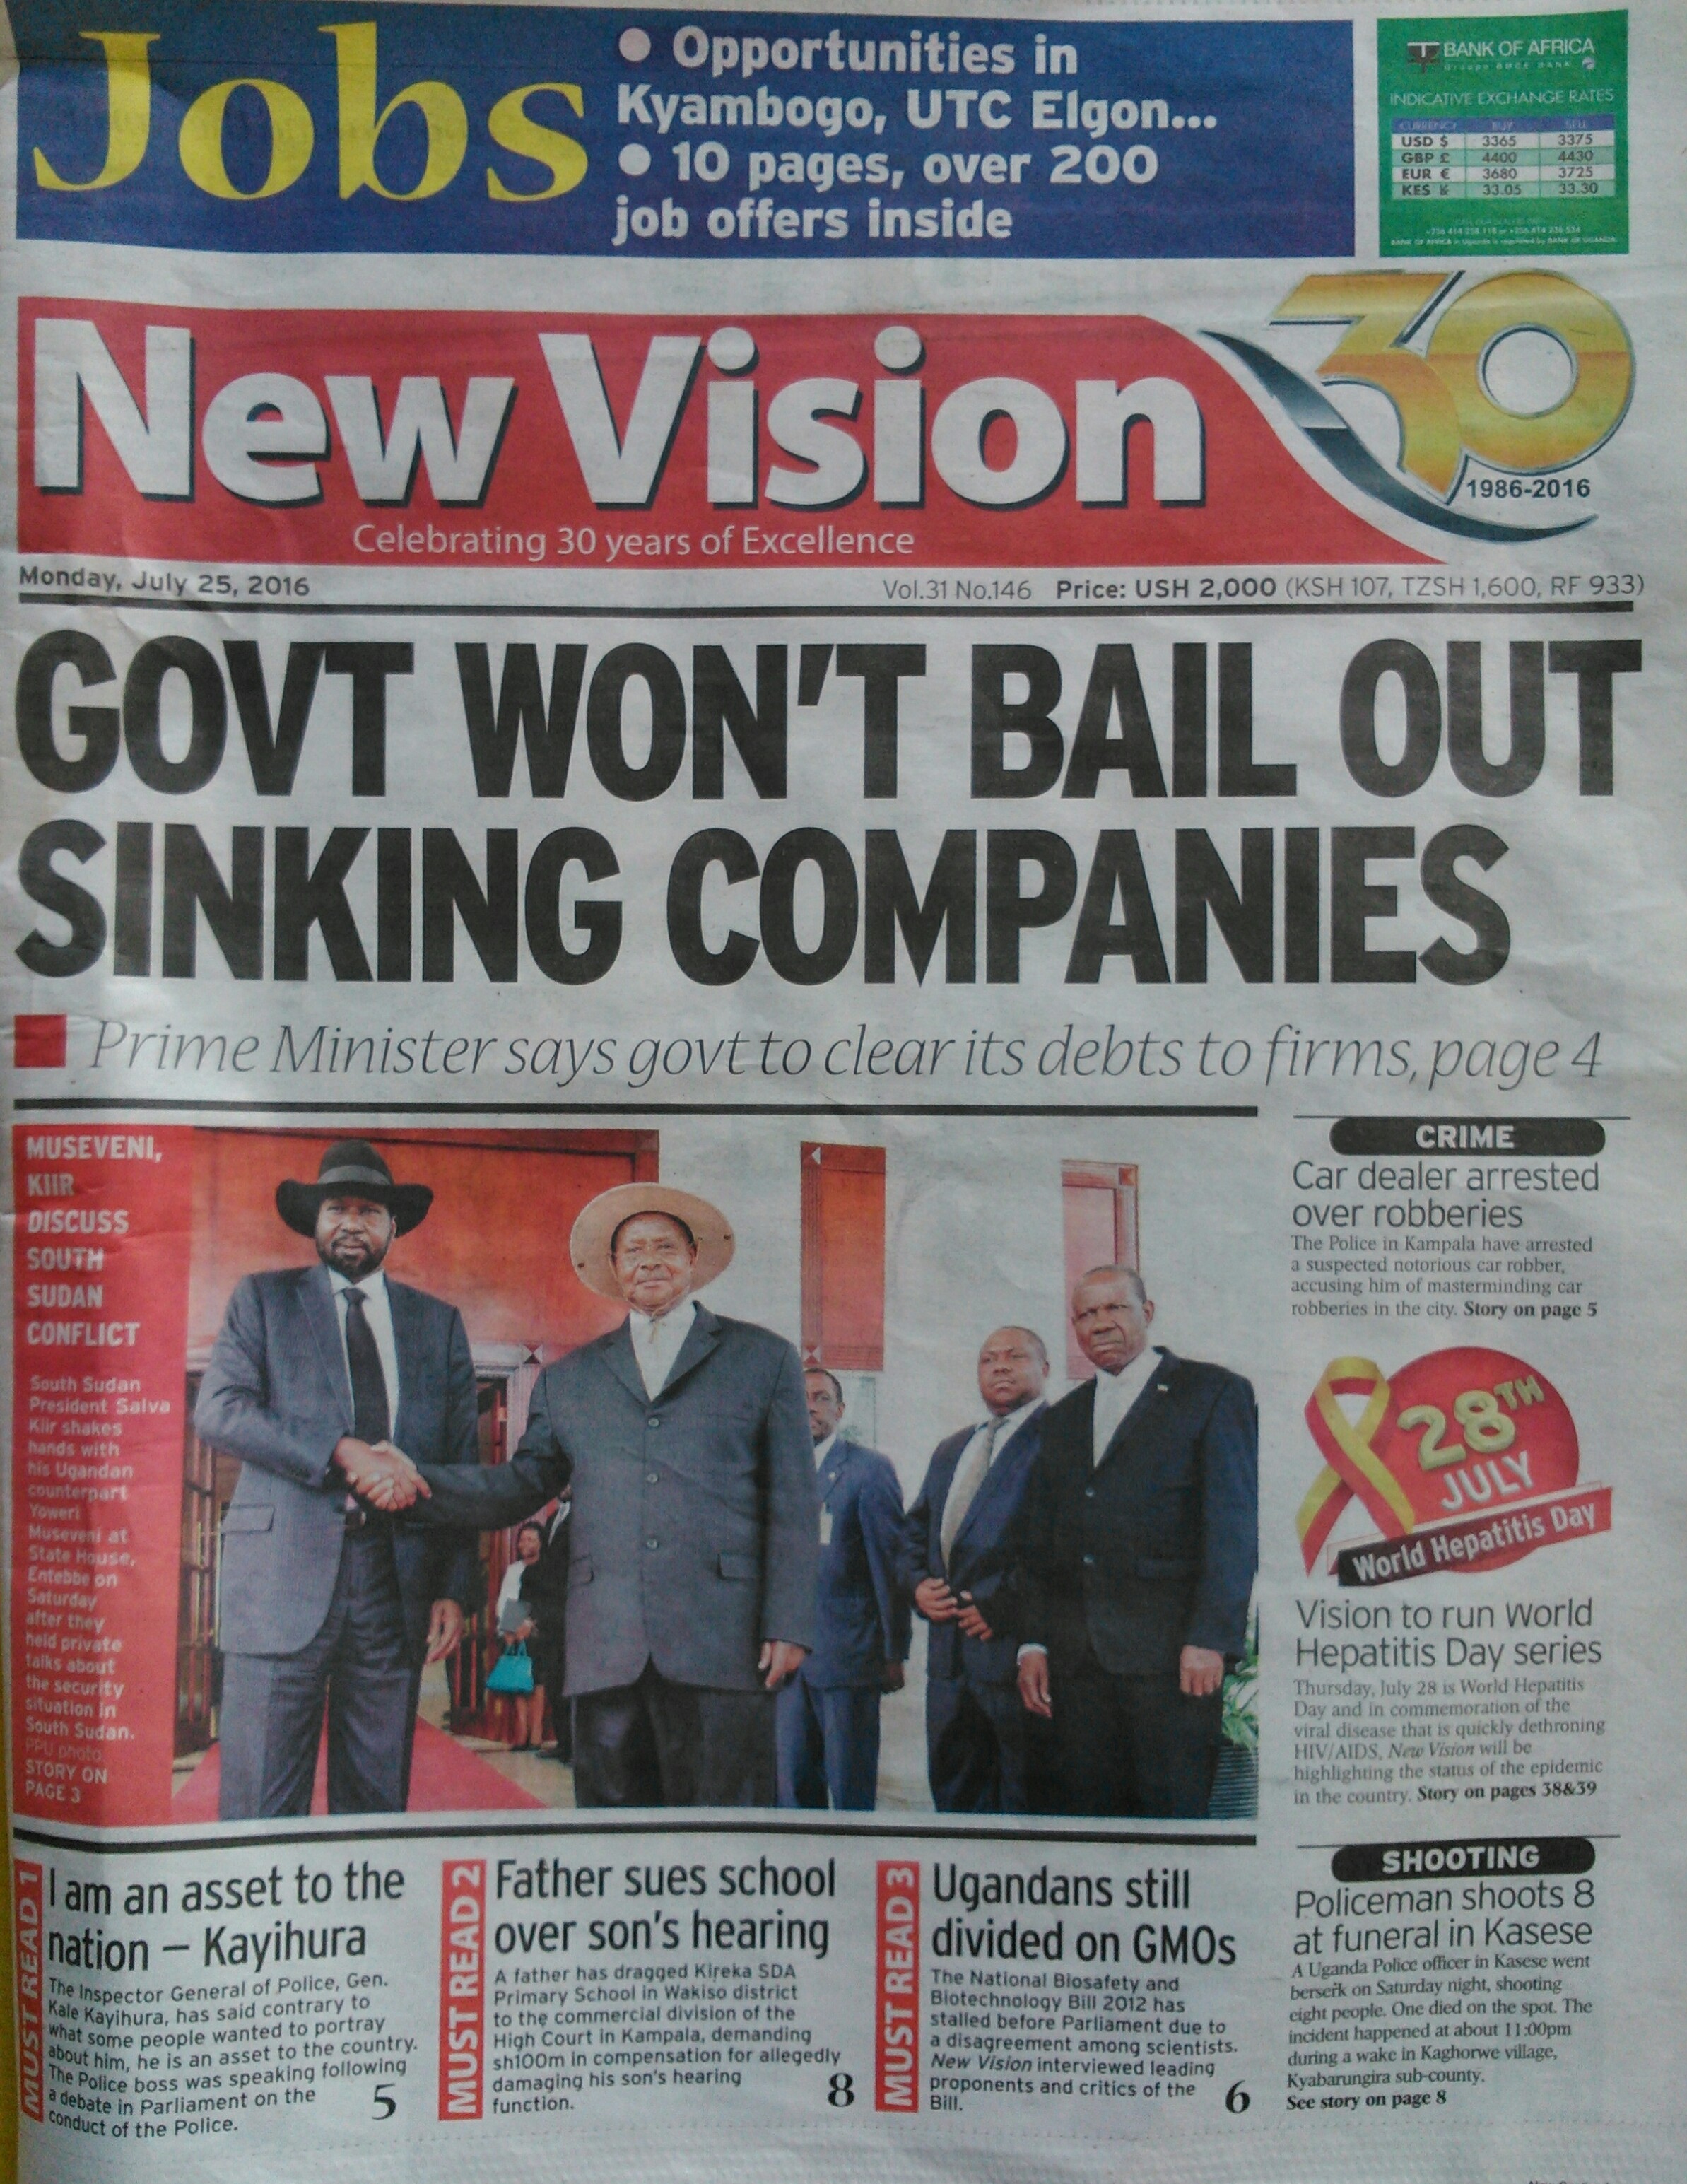 Jobs
● Opportunities in
Kyambogo, UTC Elgon...
● 10 pages, over 200
job offers inside
BANK OF AFRICA
INDICATIVE EXCHANGE RATES
CURRENCY BUY SELL
USD $ 3365 3375
GBP £ 4400 4430
EUR € 3680 3725
KES 33.05 33.30
New Vision
30
1986-2016
Celebrating 30 years of Excellence
Monday, July 25, 2016
Vol.31 No.146 Price: USH 2,000 (KSH 107, TZSH 1,600, RF 933)
GOVT WON'T BAIL OUT
SINKING COMPANIES
Prime Minister says govt to clear its debts to firms, page 4
MUSEVENI,
KIIR
DISCUSS
SOUTH
SUDAN
CONFLICT
South Sudan
President Salva
Kiir shakes
hands with
his Ugandan
counterpart
Yoweri
Museveni at
State House,
Entebbe on
Saturday
after they
held private
talks about
the security
situation in
South Sudan.
PPU photo
STORY ON
PAGE 3
CRIME
Car dealer arrested
over robberies
The Police in Kampala have arrested
a suspected notorious car robber,
accusing him of masterminding car
robberies in the city. Story on page 5
28TH
JULY
World Hepatitis Day
Vision to run World
Hepatitis Day series
Thursday, July 28 is World Hepatitis
Day and in commemoration of the
viral disease that is quickly dethroning
HIV/AIDS, New Vision will be
highlighting the status of the epidemic
in the country. Story on pages 38&39
SHOOTING
Policeman shoots 8
at funeral in Kasese
A Uganda Police officer in Kasese went
berserk on Saturday night, shooting
eight people. One died on the spot. The
incident happened at about 11:00pm
during a wake in Kaghorwe village,
Kyabarungira sub-county.
See story on page 8
MUST READ 1
I am an asset to the
nation – Kayihura
The Inspector General of Police, Gen.
Kale Kayihura, has said contrary to
what some people wanted to portray
about him, he is an asset to the country.
The Police boss was speaking following
a debate in Parliament on the
conduct of the Police.
5
MUST READ 2
Father sues school
over son's hearing
A father has dragged Kireka SDA
Primary School in Wakiso district
to the commercial division of the
High Court in Kampala, demanding
sh100m in compensation for allegedly
damaging his son's hearing
function.
8
MUST READ 3
Ugandans still
divided on GMOs
The National Biosafety and
Biotechnology Bill 2012 has
stalled before Parliament due to
a disagreement among scientists.
New Vision interviewed leading
proponents and critics of the
Bill.
6